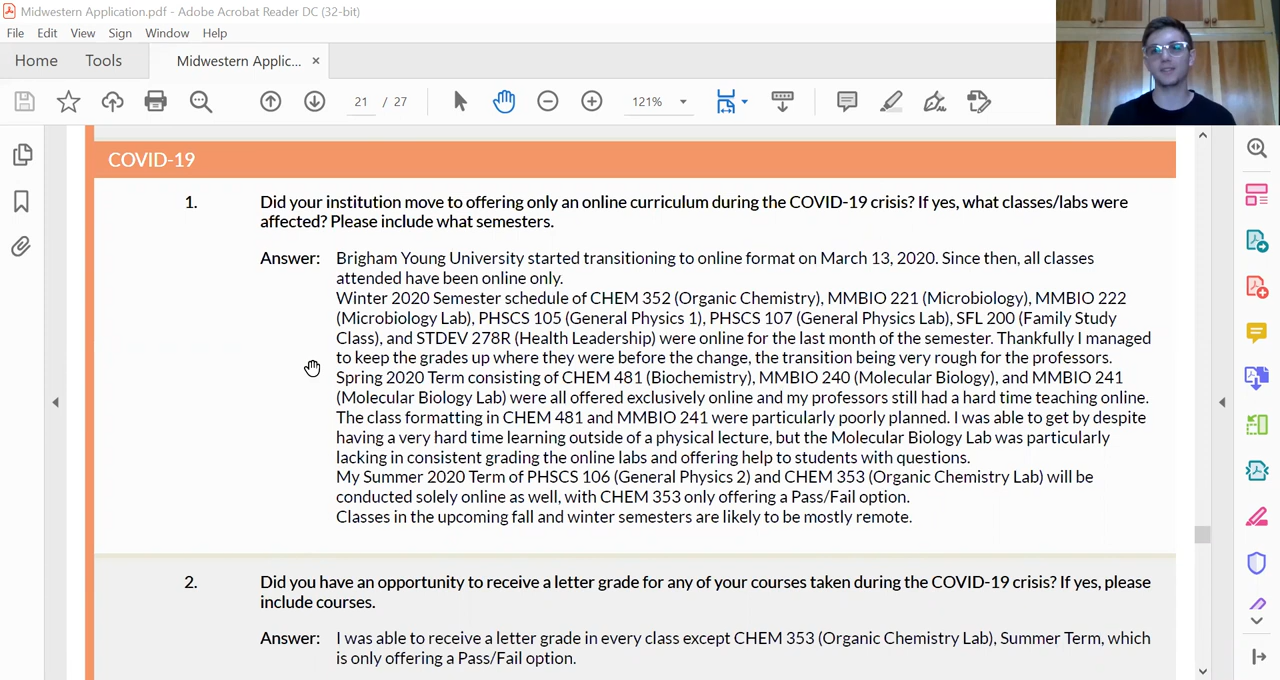 Midwestern Application.pdf - Adobe Acrobat Reader DC (32-bit)
File Edit View Sign Window Help
Home Tools Midwestern Applic... ×
21 / 27 121%
COVID-19
1. Did your institution move to offering only an online curriculum during the COVID-19 crisis? If yes, what classes/labs were
affected? Please include what semesters.
Answer: Brigham Young University started transitioning to online format on March 13, 2020. Since then, all classes
attended have been online only.
Winter 2020 Semester schedule of CHEM 352 (Organic Chemistry), MMBIO 221 (Microbiology), MMBIO 222
(Microbiology Lab), PHSCS 105 (General Physics 1), PHSCS 107 (General Physics Lab), SFL 200 (Family Study
Class), and STDEV 278R (Health Leadership) were online for the last month of the semester. Thankfully I managed
to keep the grades up where they were before the change, the transition being very rough for the professors.
Spring 2020 Term consisting of CHEM 481 (Biochemistry), MMBIO 240 (Molecular Biology), and MMBIO 241
(Molecular Biology Lab) were all offered exclusively online and my professors still had a hard time teaching online.
The class formatting in CHEM 481 and MMBIO 241 were particularly poorly planned. I was able to get by despite
having a very hard time learning outside of a physical lecture, but the Molecular Biology Lab was particularly
lacking in consistent grading the online labs and offering help to students with questions.
My Summer 2020 Term of PHSCS 106 (General Physics 2) and CHEM 353 (Organic Chemistry Lab) will be
conducted solely online as well, with CHEM 353 only offering a Pass/Fail option.
Classes in the upcoming fall and winter semesters are likely to be mostly remote.
2. Did you have an opportunity to receive a letter grade for any of your courses taken during the COVID-19 crisis? If yes, please
include courses.
Answer: I was able to receive a letter grade in every class except CHEM 353 (Organic Chemistry Lab), Summer Term, which
is only offering a Pass/Fail option.